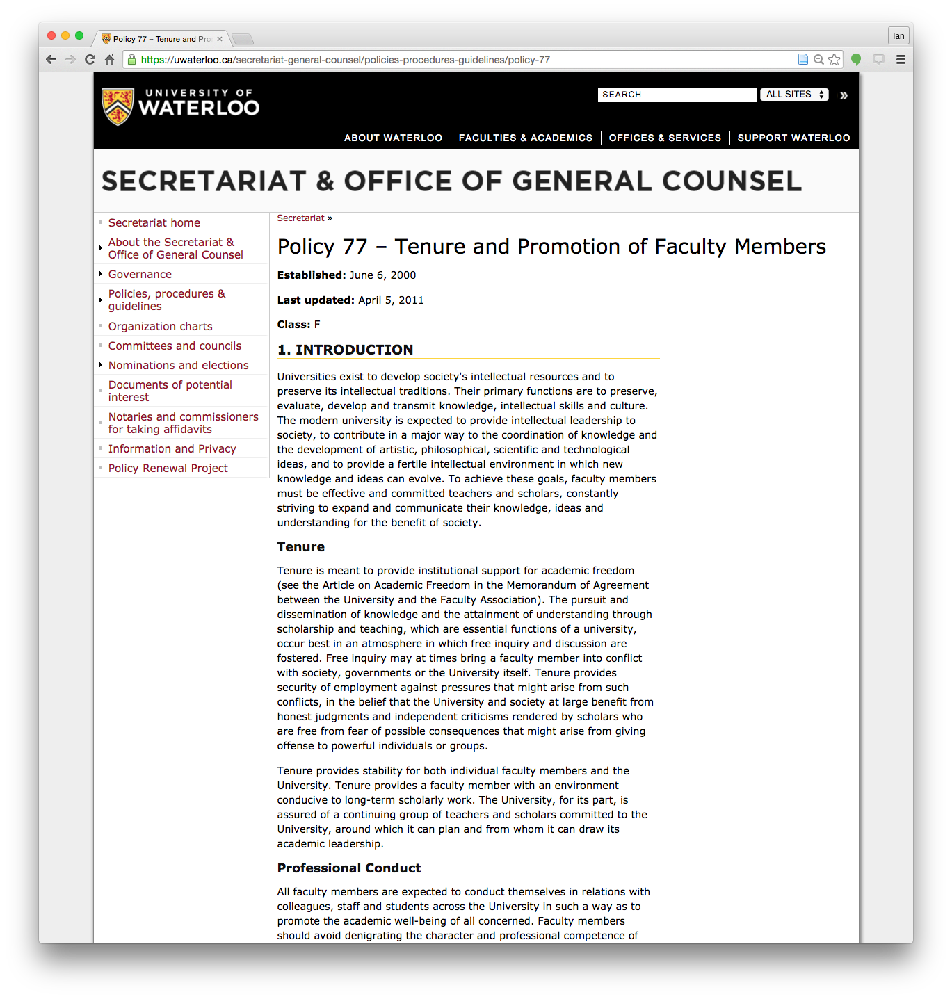 Policy 77 – Tenure and Pro
Ian
https://uwaterloo.ca/secretariat-general-counsel/policies-procedures-guidelines/policy-77
UNIVERSITY OF
WATERLOO
SEARCH
ALL SITES
»
ABOUT WATERLOO
FACULTIES & ACADEMICS
OFFICES & SERVICES
SUPPORT WATERLOO
SECRETARIAT & OFFICE OF GENERAL COUNSEL
Secretariat home
About the Secretariat &
Office of General Counsel
Governance
Policies, procedures &
guidelines
Organization charts
Committees and councils
Nominations and elections
Documents of potential
interest
Notaries and commissioners
for taking affidavits
Information and Privacy
Policy Renewal Project
Secretariat »
Policy 77 – Tenure and Promotion of Faculty Members
Established: June 6, 2000
Last updated: April 5, 2011
Class: F
1. INTRODUCTION
Universities exist to develop society's intellectual resources and to
preserve its intellectual traditions. Their primary functions are to preserve,
evaluate, develop and transmit knowledge, intellectual skills and culture.
The modern university is expected to provide intellectual leadership to
society, to contribute in a major way to the coordination of knowledge and
the development of artistic, philosophical, scientific and technological
ideas, and to provide a fertile intellectual environment in which new
knowledge and ideas can evolve. To achieve these goals, faculty members
must be effective and committed teachers and scholars, constantly
striving to expand and communicate their knowledge, ideas and
understanding for the benefit of society.
Tenure
Tenure is meant to provide institutional support for academic freedom
(see the Article on Academic Freedom in the Memorandum of Agreement
between the University and the Faculty Association). The pursuit and
dissemination of knowledge and the attainment of understanding through
scholarship and teaching, which are essential functions of a university,
occur best in an atmosphere in which free inquiry and discussion are
fostered. Free inquiry may at times bring a faculty member into conflict
with society, governments or the University itself. Tenure provides
security of employment against pressures that might arise from such
conflicts, in the belief that the University and society at large benefit from
honest judgments and independent criticisms rendered by scholars who
are free from fear of possible consequences that might arise from giving
offense to powerful individuals or groups.
Tenure provides stability for both individual faculty members and the
University. Tenure provides a faculty member with an environment
conducive to long-term scholarly work. The University, for its part, is
assured of a continuing group of teachers and scholars committed to the
University, around which it can plan and from whom it can draw its
academic leadership.
Professional Conduct
All faculty members are expected to conduct themselves in relations with
colleagues, staff and students across the University in such a way as to
promote the academic well-being of all concerned. Faculty members
should avoid denigrating the character and professional competence of